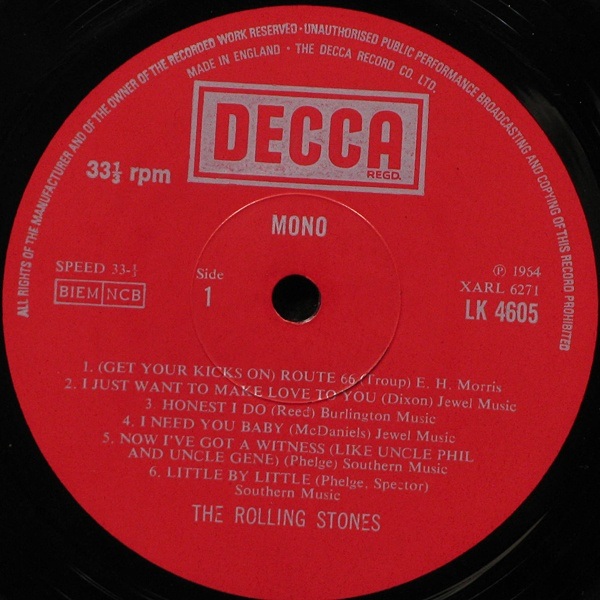 ALL RIGHTS OF THE MANUFACTURER AND OF THE OWNER OF THE RECORDED WORK RESERVED · UNAUTHORISED PUBLIC PERFORMANCE BROADCASTING AND COPYING OF THIS RECORD PROHIBITED
MADE IN ENGLAND · THE DECCA RECORD CO. LTD.
DECCA
REGD.
33⅓ rpm
MONO
SPEED 33-⅓
Side
℗ 1964
BIEM NCB
1
XARL 6271
LK 4605
1. (GET YOUR KICKS ON) ROUTE 66 (Troup) E. H. Morris
2. I JUST WANT TO MAKE LOVE TO YOU (Dixon) Jewel Music
3 HONEST I DO (Reed) Burlington Music
4. I NEED YOU BABY (McDaniels) Jewel Music
5. NOW I'VE GOT A WITNESS (LIKE UNCLE PHIL
AND UNCLE GENE) (Phelge) Southern Music
6. LITTLE BY LITTLE (Phelge, Spector)
Southern Music
THE ROLLING STONES